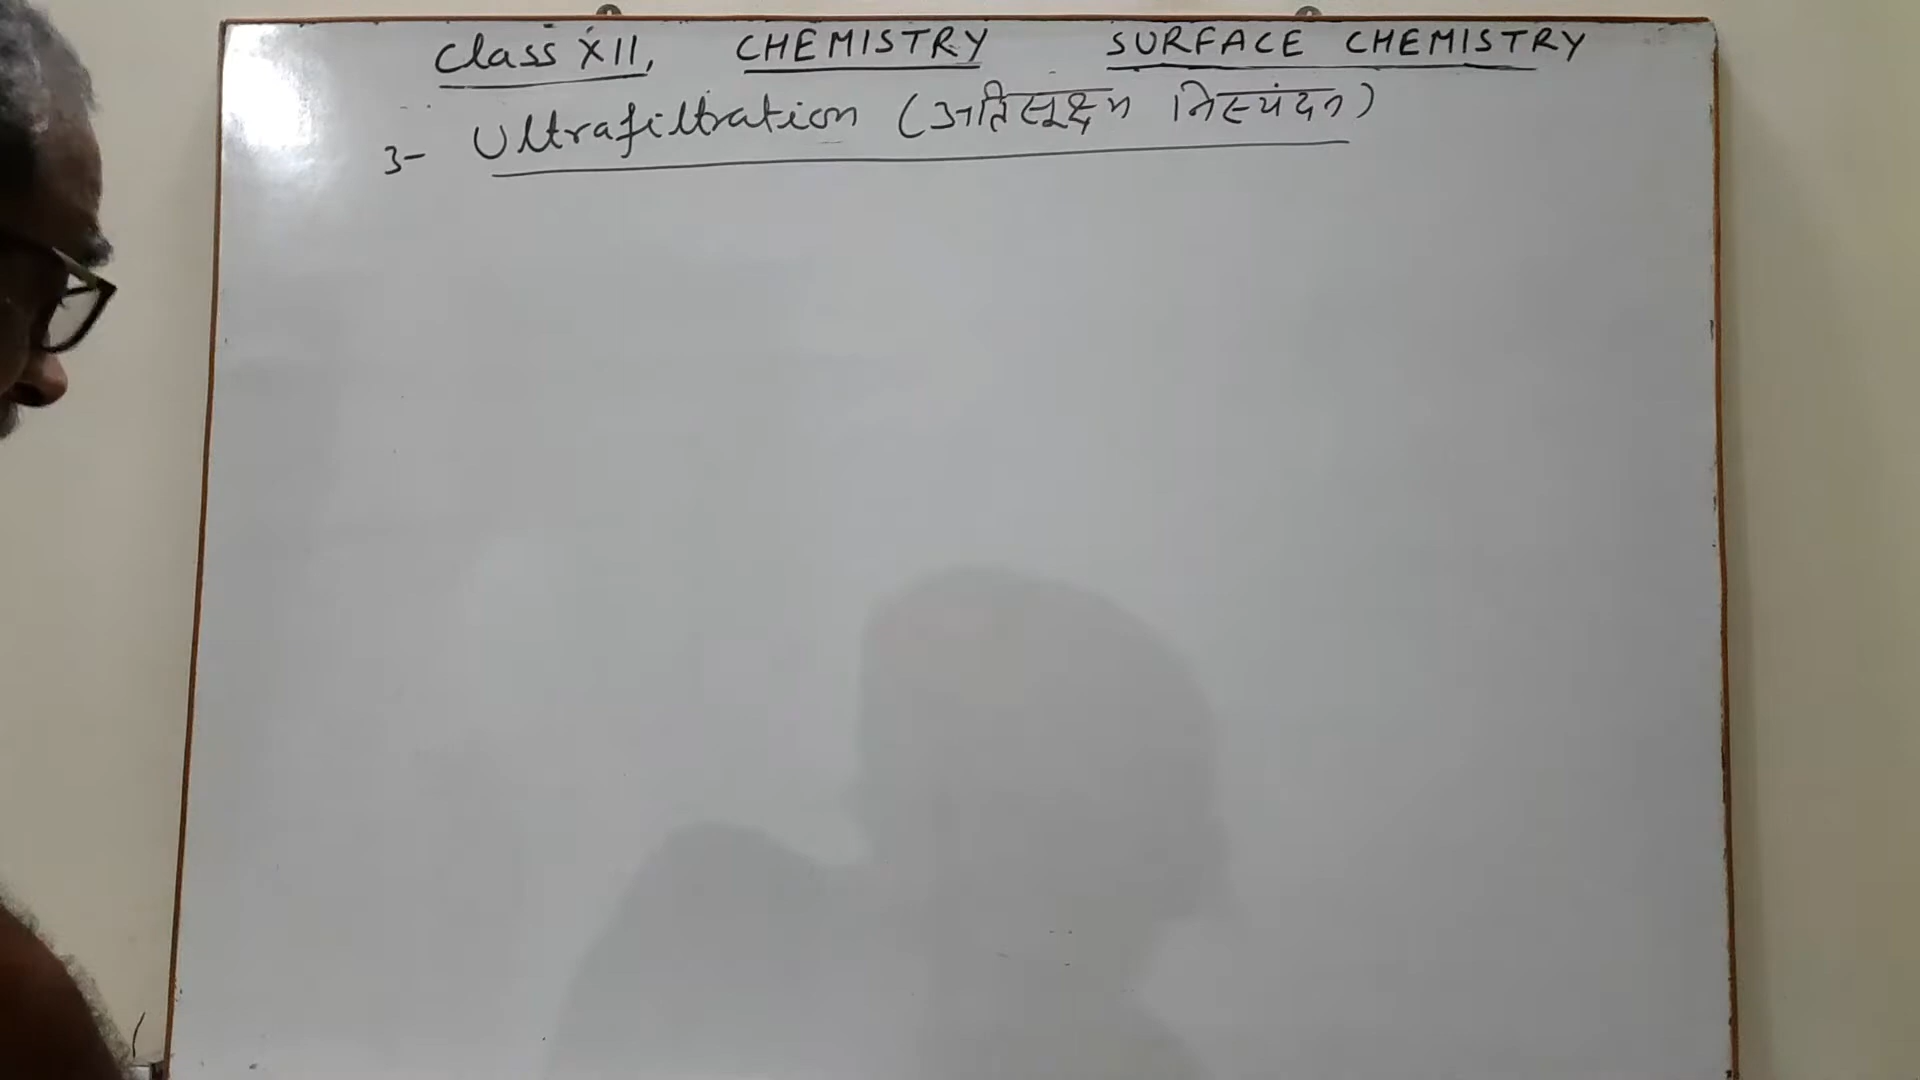 Class XII, CHEMISTRY SURFACE CHEMISTRY
3- Ultrafiltration (अतिसूक्ष्म निस्यंदन)